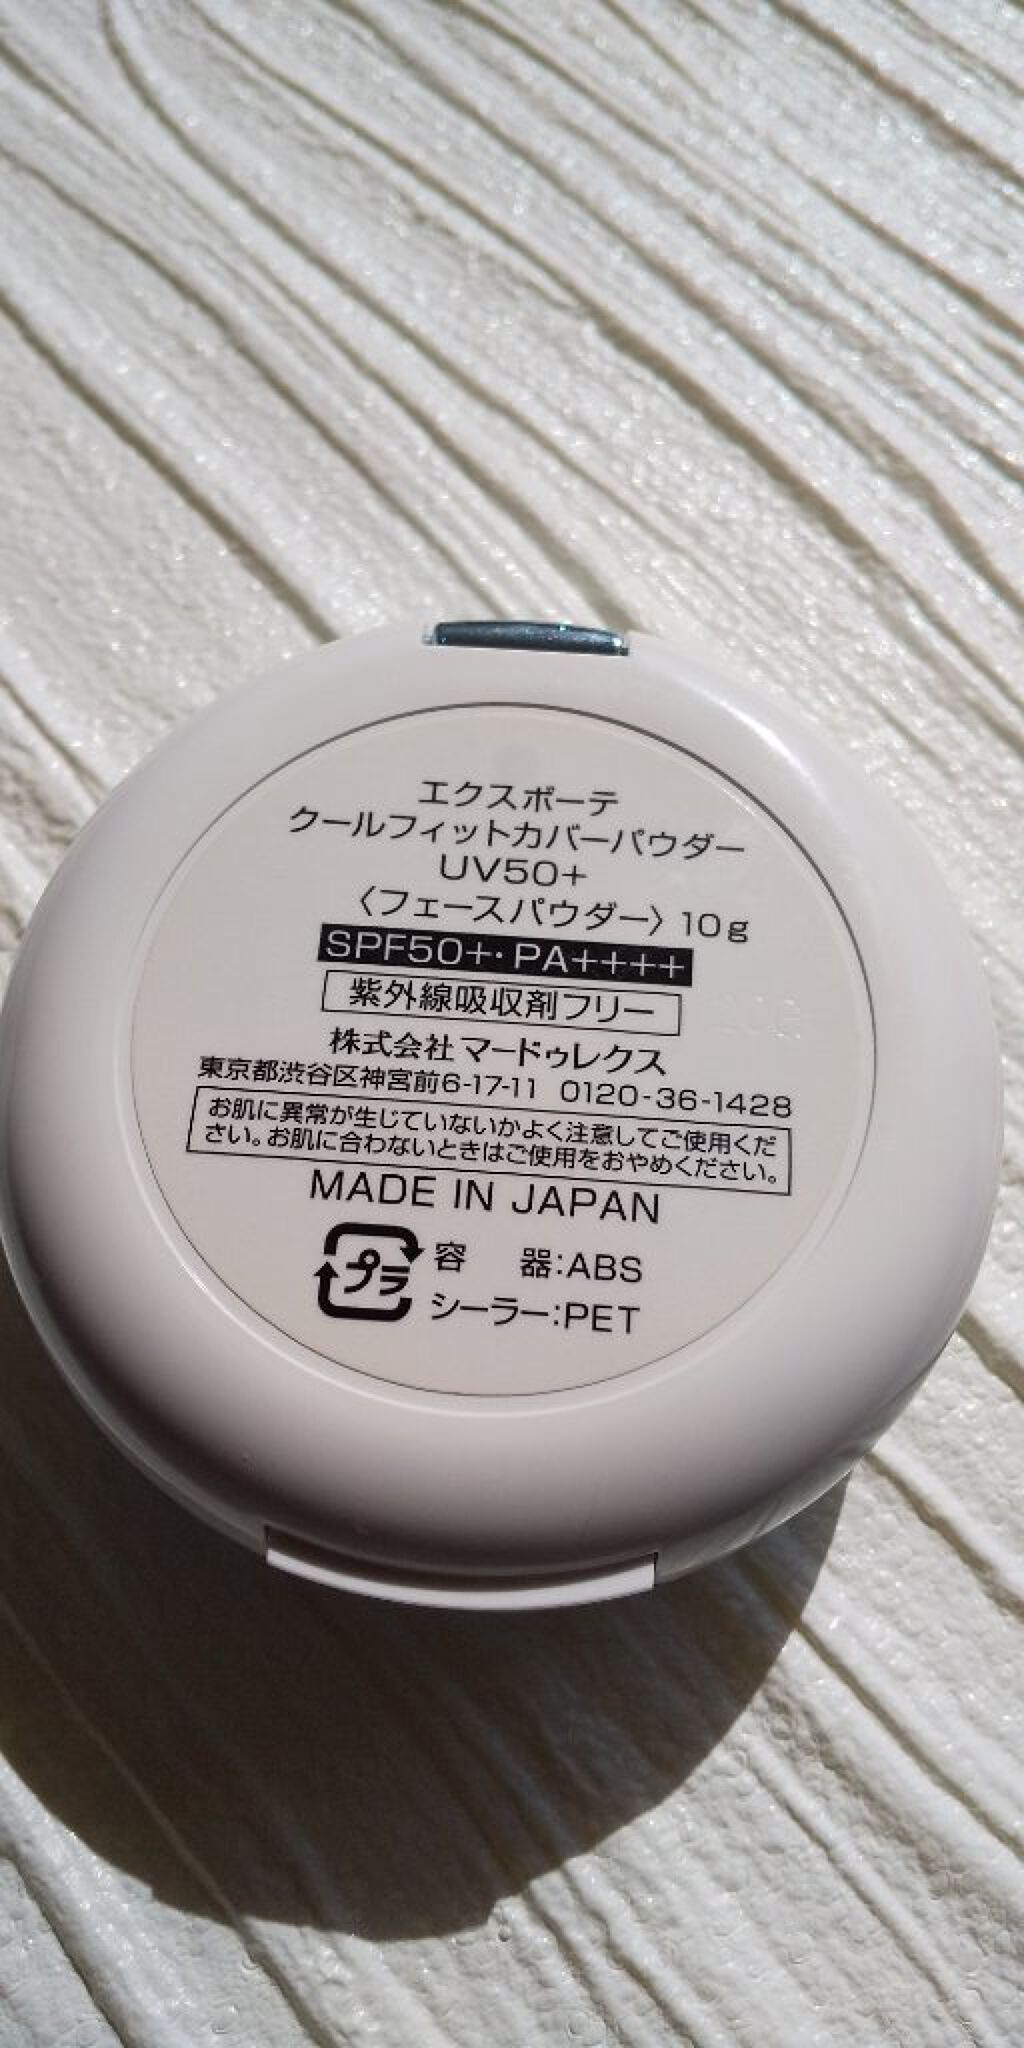 エクスボーテ
クールフィットカバーパウダー
UV50+
〈フェースパウダー〉10g
SPF50+・PA++++
紫外線吸収剤フリー
株式会社 マードゥレクス
東京都渋谷区神宮前6-17-11 0120-36-1428
お肌に異常が生じていないかよく注意してご使用くだ
さい。お肌に合わないときはご使用をおやめください。
MADE IN JAPAN
プラ 容 器:ABS
シーラー:PET